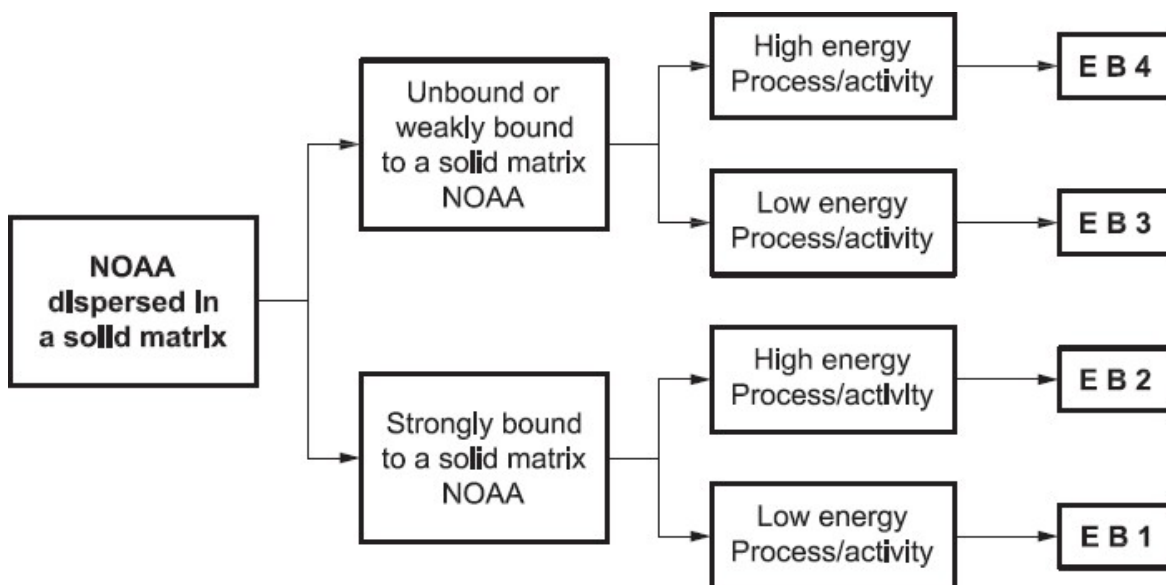 NOAA
dispersed in
a solid matrix
Unbound or
weakly bound
to a solid matrix
NOAA
Strongly bound
to a solid matrix
NOAA
High energy
Process/activity
Low energy
Process/activity
High energy
Process/activity
Low energy
Process/activity
E B 4
E B 3
E B 2
E B 1